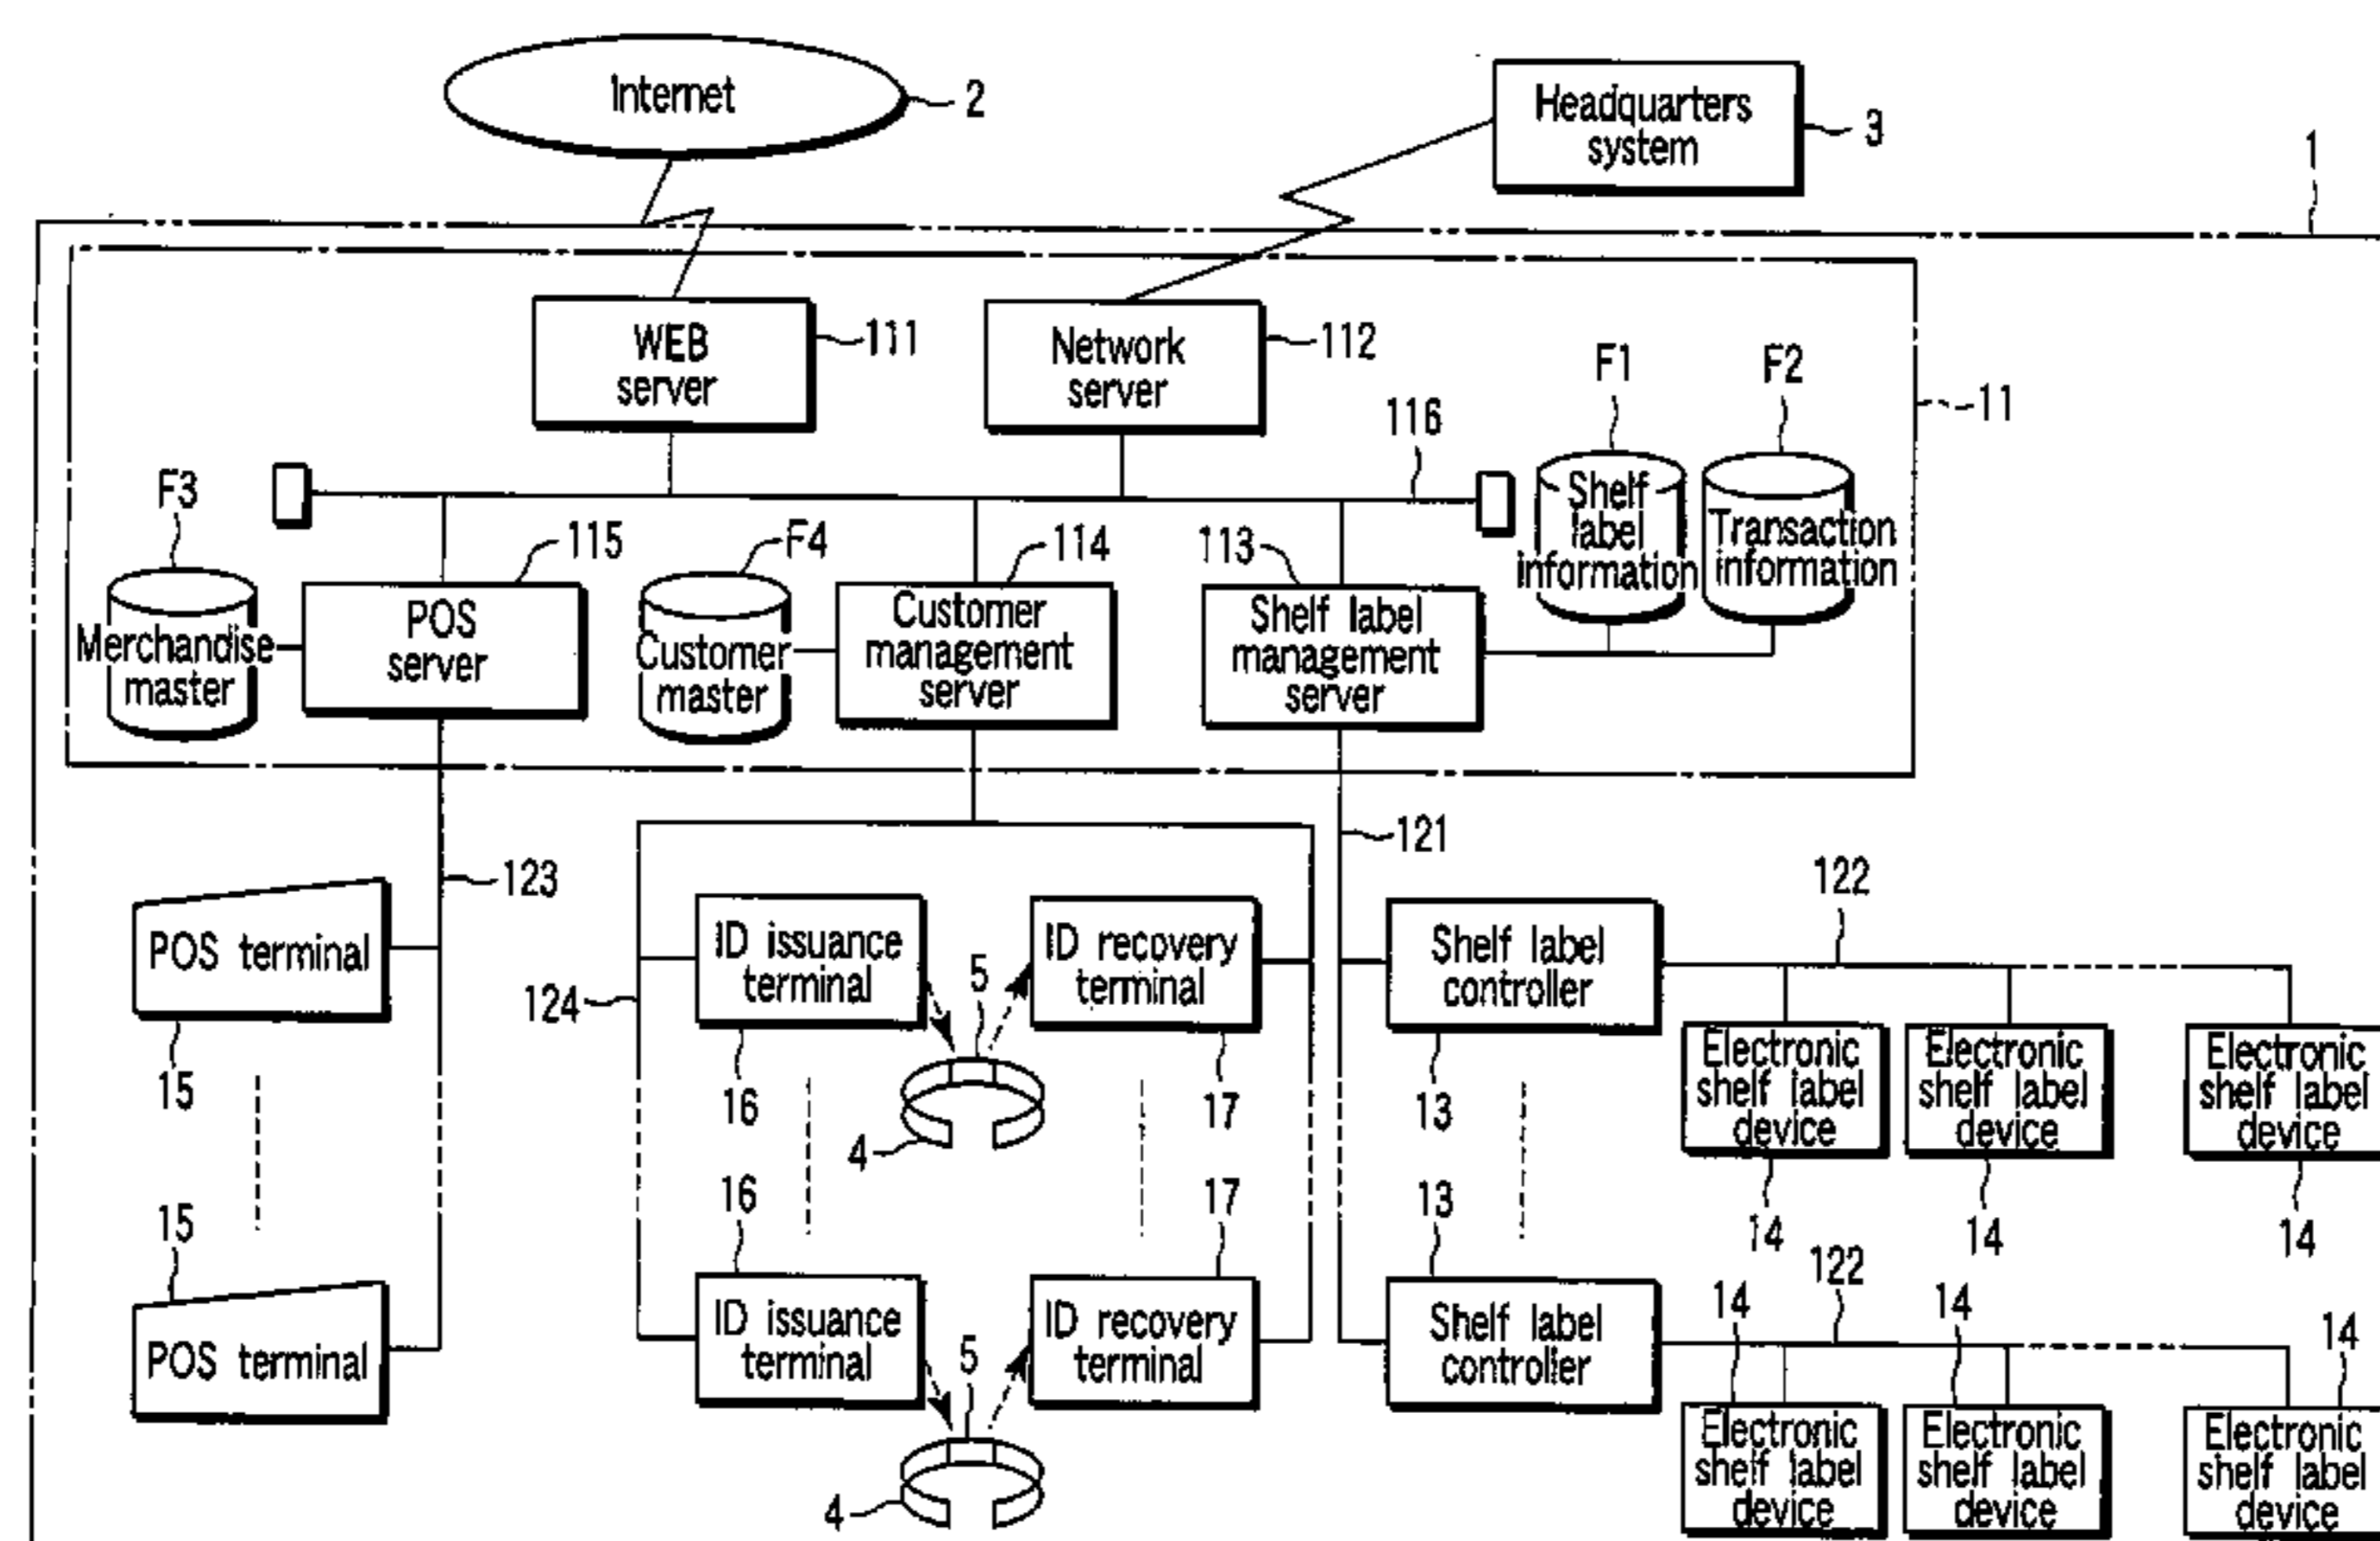 Internet
2
Headquarters
system
3
1
WEB
server
111
Network
server
112
F1
F2
11
116
Shelf
label
information
Transaction
information
F3
115
F4
114
113
Merchandise
master
POS
server
Customer
master
Customer
management
server
Shelf label
management
server
121
123
122
POS terminal
ID issuance
terminal
5
ID recovery
terminal
Shelf label
controller
124
Electronic
shelf label
device
Electronic
shelf label
device
Electronic
shelf label
device
15
16
4
17
13
14
14
14
15
16
17
13
122
14
14
14
POS terminal
ID issuance
terminal
5
ID recovery
terminal
Shelf label
controller
Electronic
shelf label
device
Electronic
shelf label
device
Electronic
shelf label
device
4